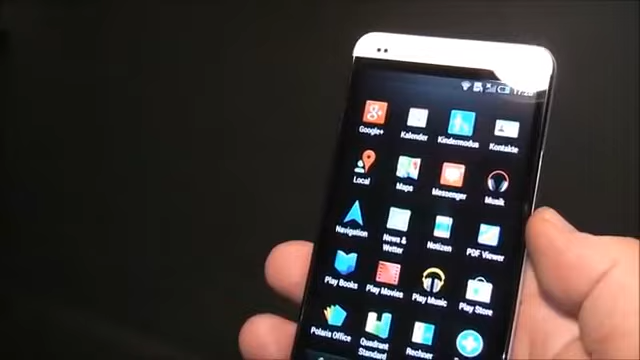 Google+ Kalender Kindermodus Kontakte
Local Maps Messenger Musik
Navigation News & Wetter Notizen PDF Viewer
Play Books Play Movies Play Music Play Store
Polaris Office Quadrant Standard Rechner